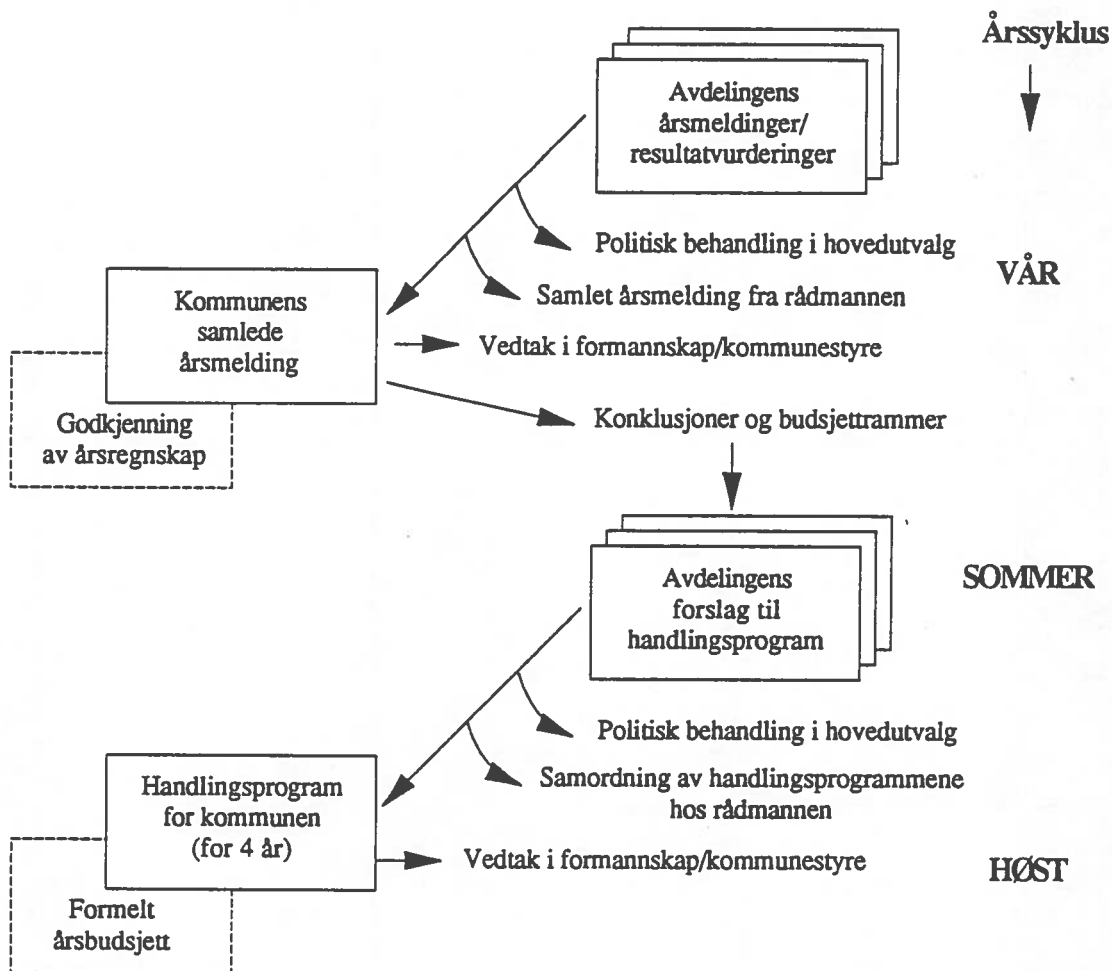 Årssyklus
Avdelingens
årsmeldinger/
resultatvurderinger
Politisk behandling i hovedutvalg
VÅR
Samlet årsmelding fra rådmannen
Kommunens
samlede
årsmelding
Vedtak i formannskap/kommunestyre
Godkjenning
av årsregnskap
Konklusjoner og budsjettrammer
SOMMER
Avdelingens
forslag til
handlingsprogram
Politisk behandling i hovedutvalg
Samordning av handlingsprogrammene
hos rådmannen
Handlingsprogram
for kommunen
(for 4 år)
Vedtak i formannskap/kommunestyre
HØST
Formelt
årsbudsjett